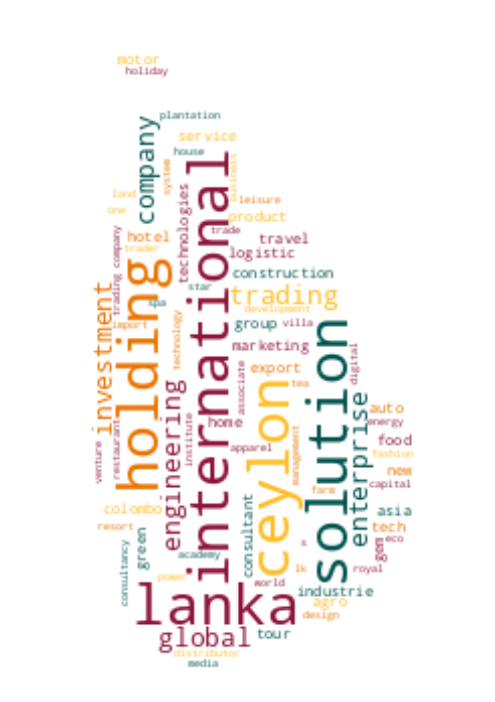 motor
holiday
plantation
company
service
house
international
business
system
technologies
land
leisure
one
product
trade
trading company
hotel
travel
trader
logistic
holding
construction
star
investment
trading
spa
development
import
group
villa
technology
marketing
digital
export
solution
associate
tea
ceylon
engineering
enterprise
auto
home
energy
institute
restaurant
venture
apparel
management
food
fashion
new
capital
farm
consultant
colombo
asia
resort
tech
green
academy
s
eco
gem
consultancy
lk
royal
power
world
lanka
industrie
agro
design
global
tour
distributor
media